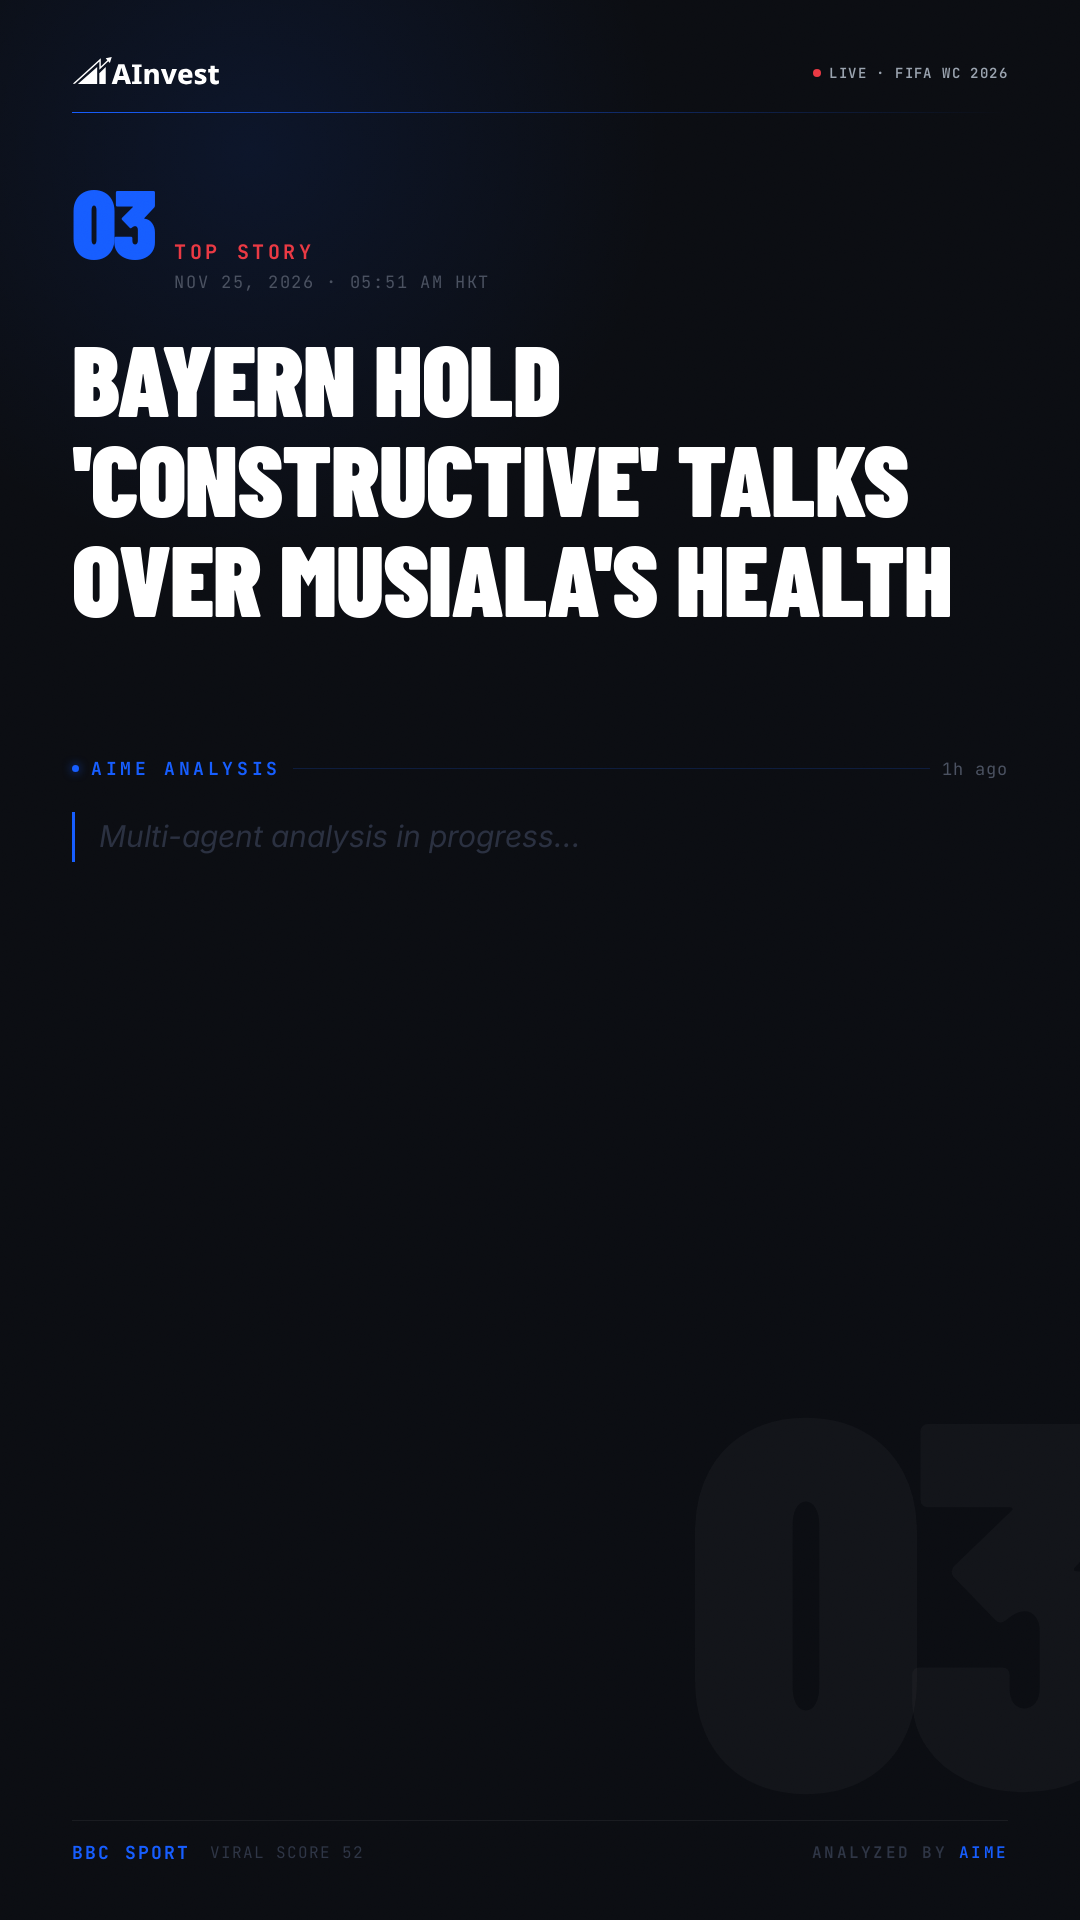 AInvest
LIVE · FIFA WC 2026
03
TOP STORY
NOV 25, 2026 · 05:51 AM HKT
BAYERN HOLD
'CONSTRUCTIVE' TALKS
OVER MUSIALA'S HEALTH
AIME ANALYSIS
1h ago
Multi-agent analysis in progress...
03
BBC SPORT VIRAL SCORE 52
ANALYZED BY AIME